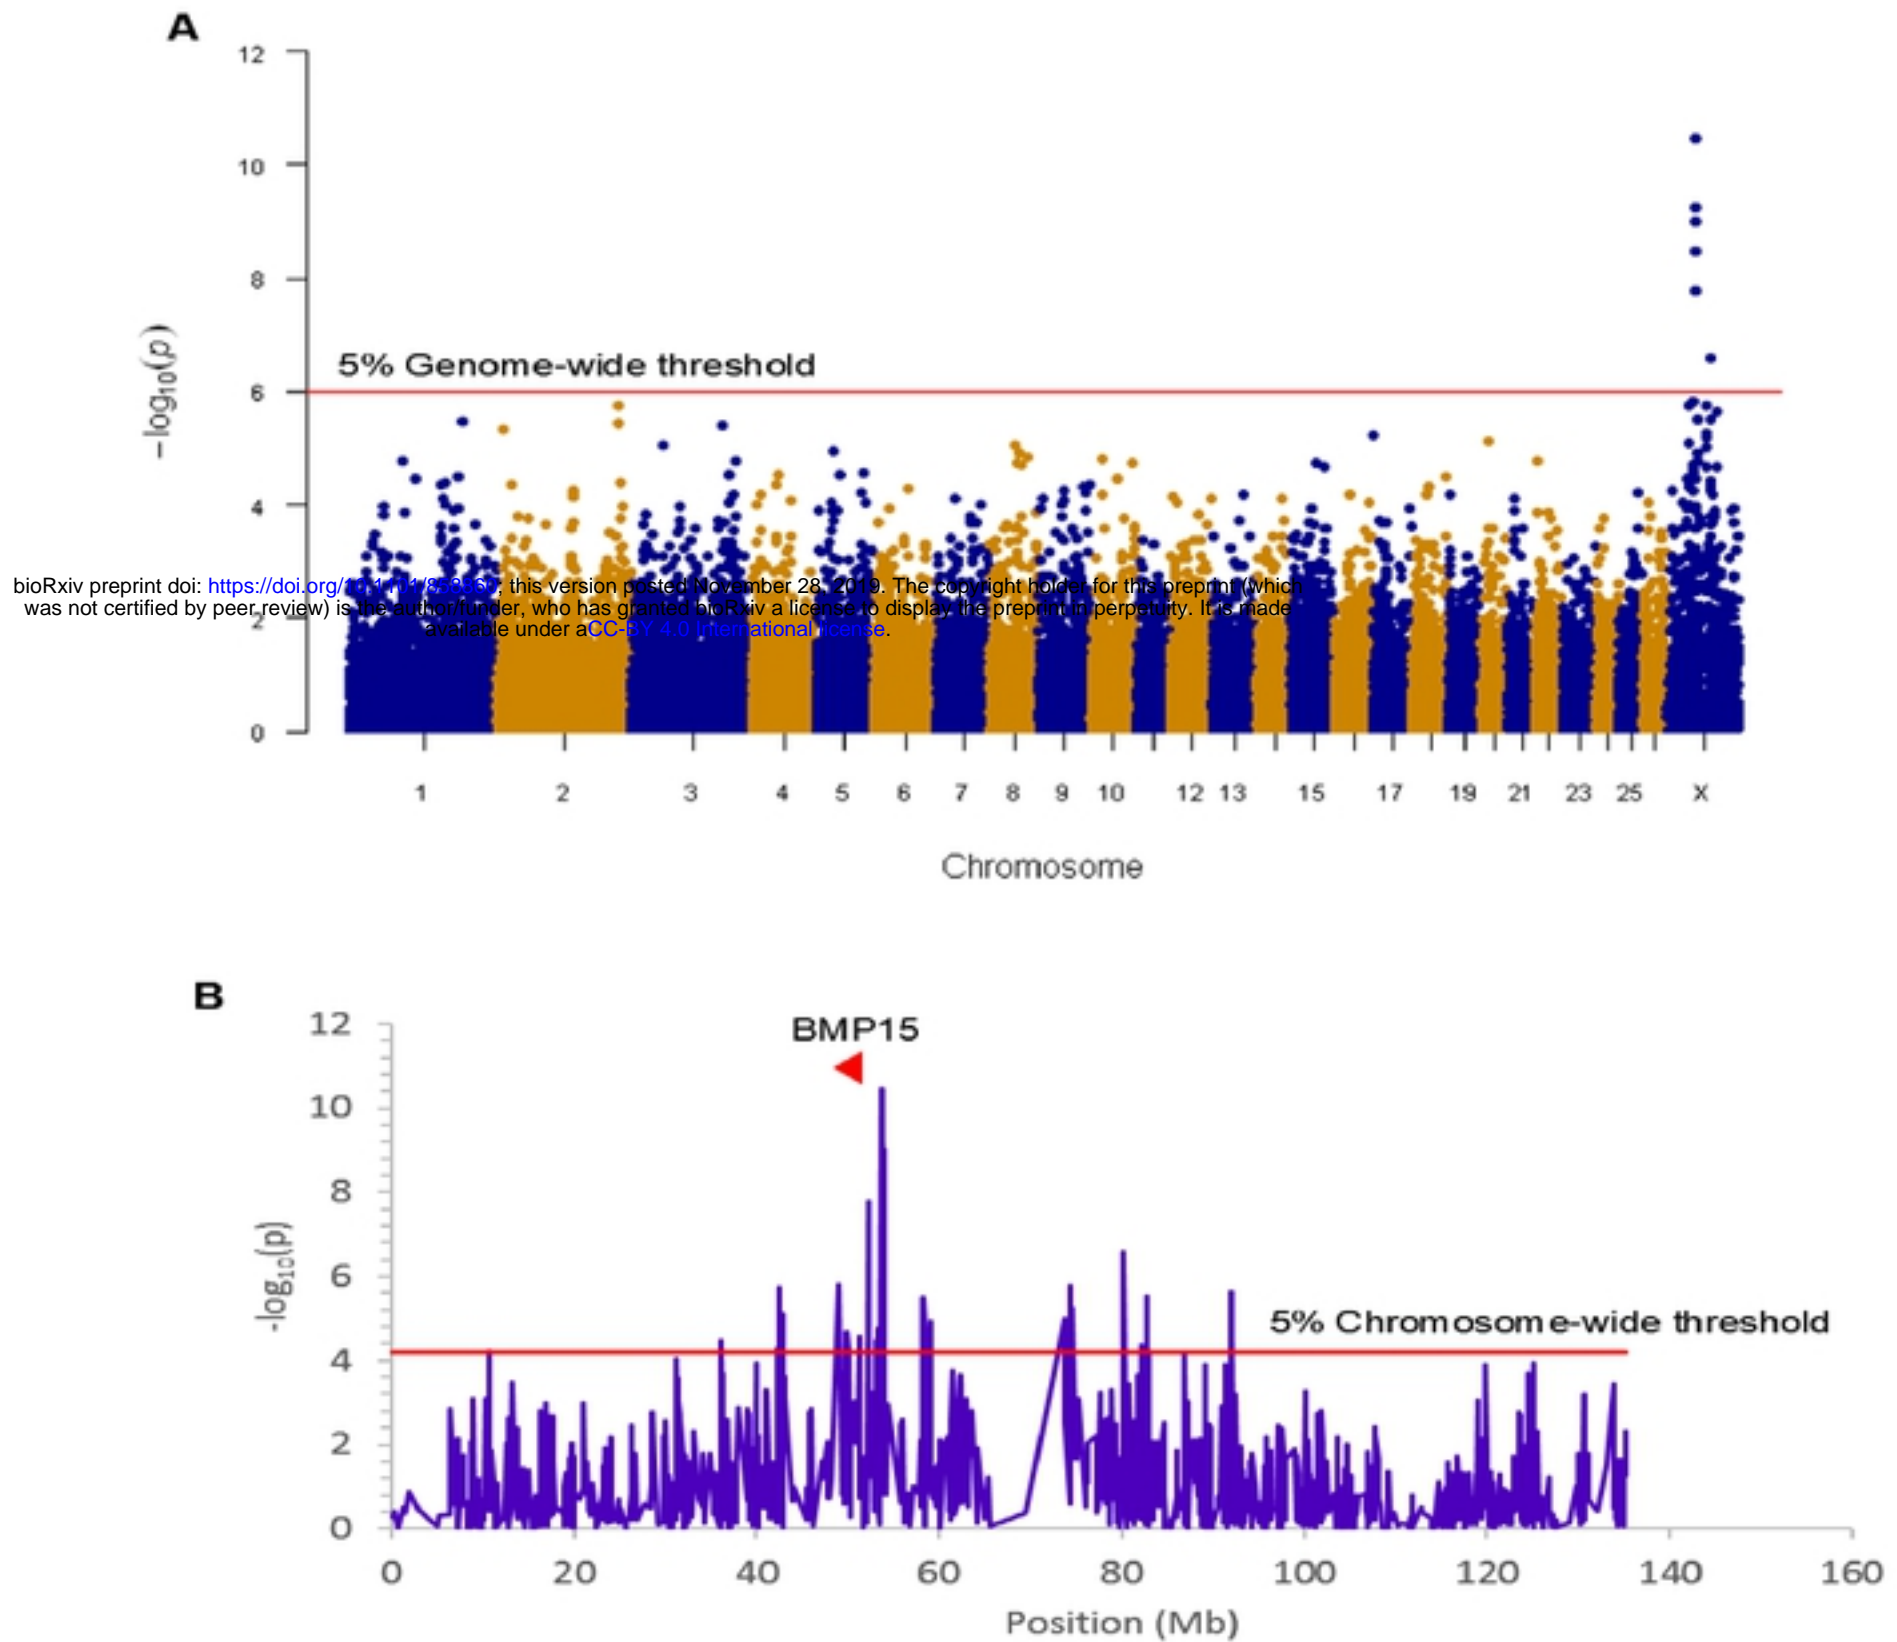 A
12
10
8
6
4
2
0
−log10(p)
5% Genome-wide threshold
bioRxiv preprint doi: https://doi.org/10.1101/858860; this version posted November 28, 2019. The copyright holder for this preprint (which
was not certified by peer review) is the author/funder, who has granted bioRxiv a license to display the preprint in perpetuity. It is made
available under aCC-BY 4.0 International license.
1 2 3 4 5 6 7 8 9 10 12 13 15 17 19 21 23 25 X
Chromosome
B
BMP15
12
10
8
6
4
2
0
-log10(p)
5% Chromosome-wide threshold
0 20 40 60 80 100 120 140 160
Position (Mb)